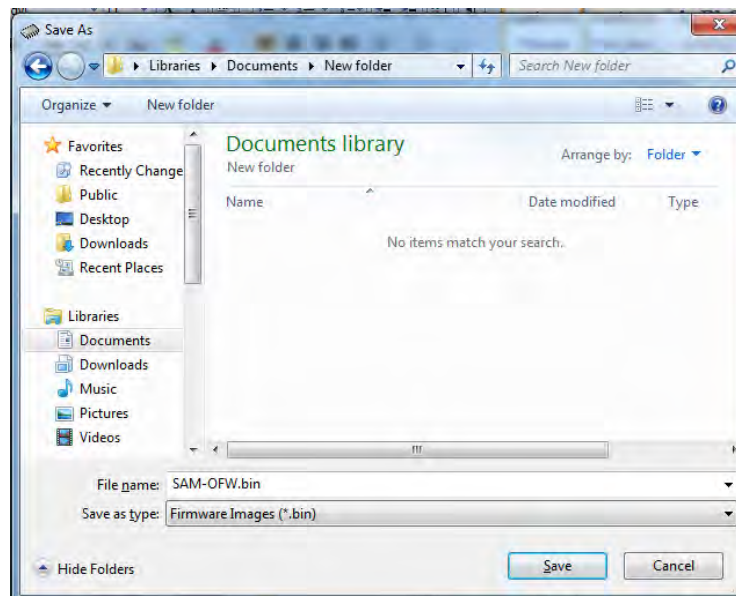 Save As
Libraries Documents New folder
Search New folder
Organize New folder
Favorites
Recently Change
Public
Desktop
Downloads
Recent Places
Libraries
Documents
Downloads
Music
Pictures
Videos
Documents library
New folder
Arrange by: Folder
Name Date modified Type
No items match your search.
File name: SAM-OFW.bin
Save as type: Firmware Images (*.bin)
Hide Folders
Save Cancel